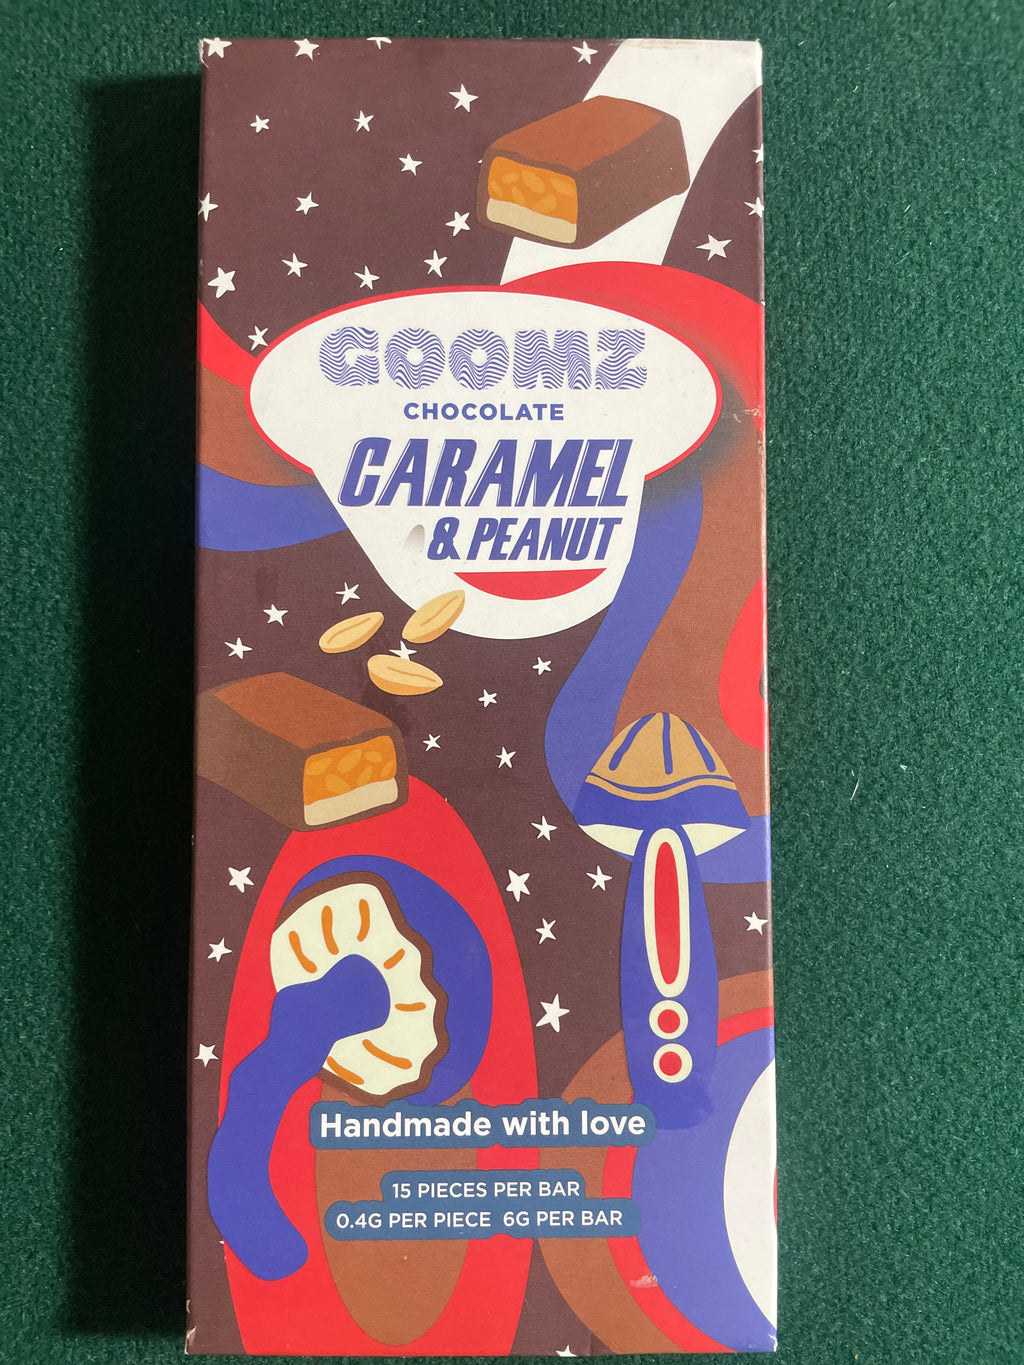 GOOMZ
CHOCOLATE
CARAMEL
& PEANUT
Handmade with love
15 PIECES PER BAR
0.4G PER PIECE 6G PER BAR